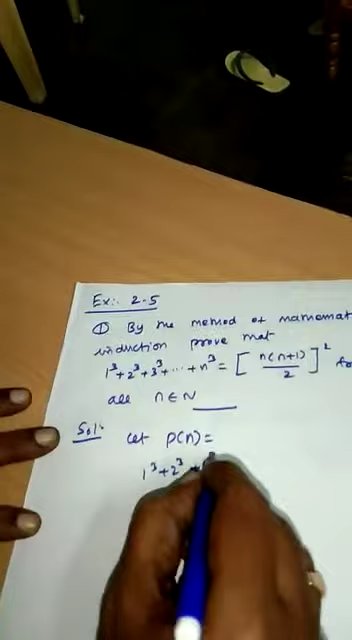 Ex:- 2.5
① By the method of mathemat
induction prove that
1³+2³+3³+...+n³ = [n(n+1)/2]² for
all n ∈ N
Sol:
Let P(n) =
1³+2³+